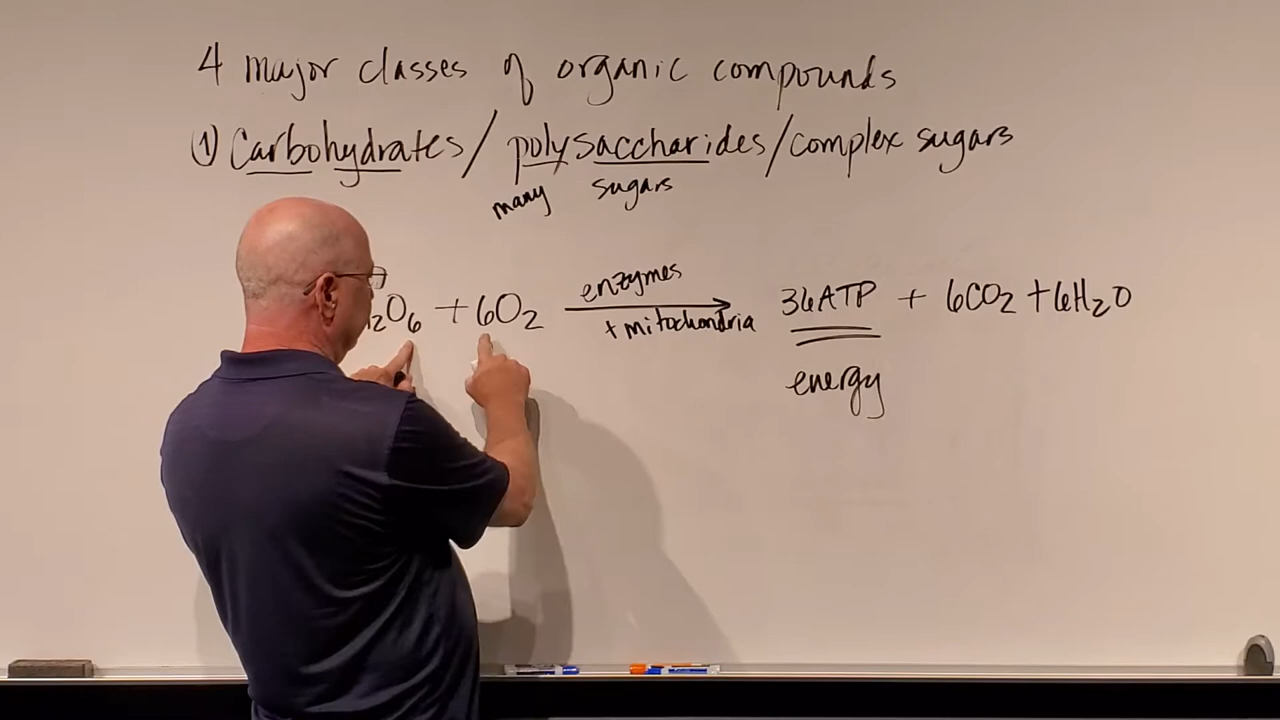 4 major classes of organic compounds
① Carbohydrates/polysaccharides/complex sugars
many sugars
₂O₆ + 6O₂ enzymes + mitochondria 36ATP + 6CO₂ + 6H₂O
energy